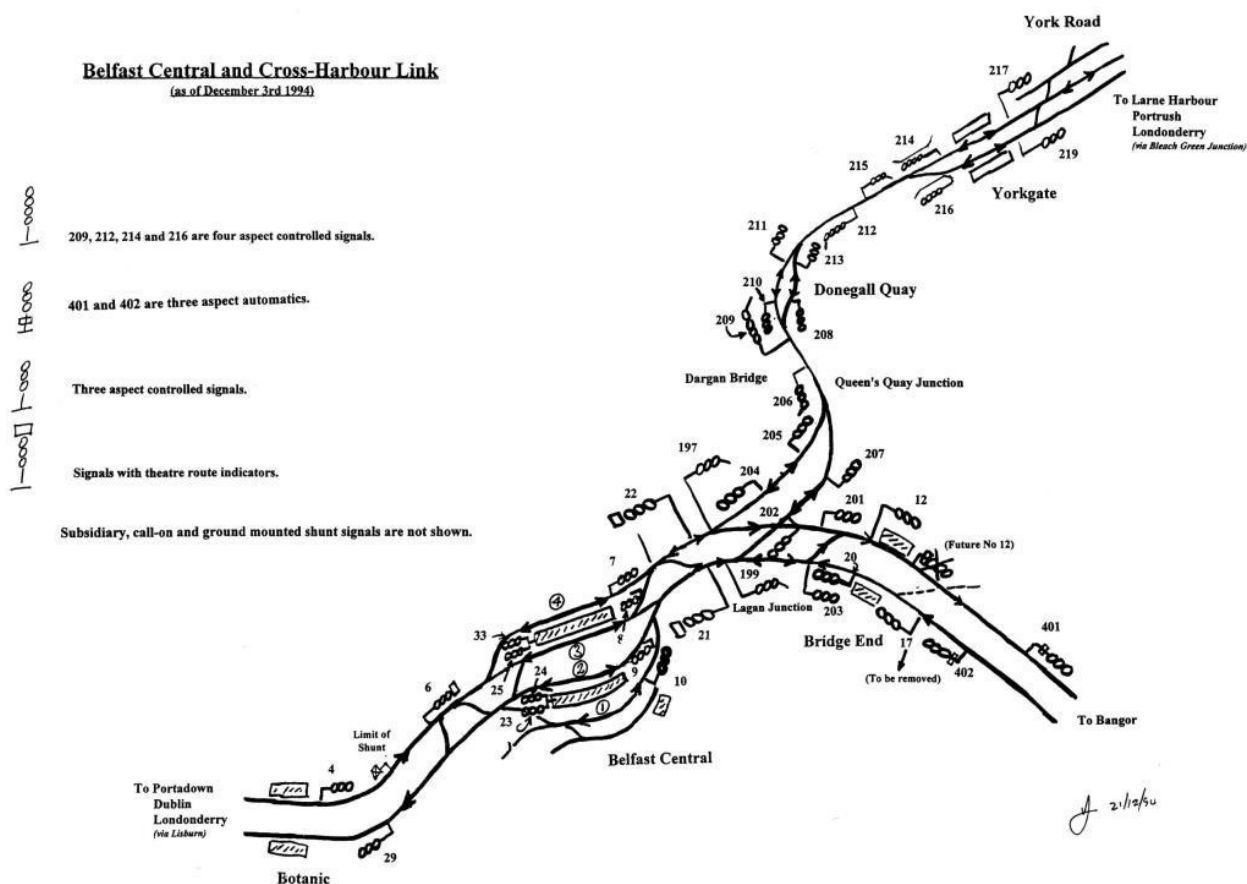 Belfast Central and Cross-Harbour Link
(as of December 3rd 1994)
209, 212, 214 and 216 are four aspect controlled signals.
401 and 402 are three aspect automatics.
Three aspect controlled signals.
Signals with theatre route indicators.
Subsidiary, call-on and ground mounted shunt signals are not shown.
York Road
217
To Larne Harbour
Portrush
Londonderry
(via Bleach Green Junction)
214
219
215
Yorkgate
216
211
212
213
210
Donegall Quay
209
208
Dargan Bridge
Queen's Quay Junction
206
205
197
207
204
22
201
12
202
(Future No 12)
7
20
199
4
Lagan Junction
203
33
8
21
401
3
Bridge End
2
17
24
9
402
25
10
(To be removed)
6
23
1
To Bangor
Limit of
Shunt
Belfast Central
4
To Portadown
Dublin
Londonderry
(via Lisburn)
29
Botanic
21/12/94